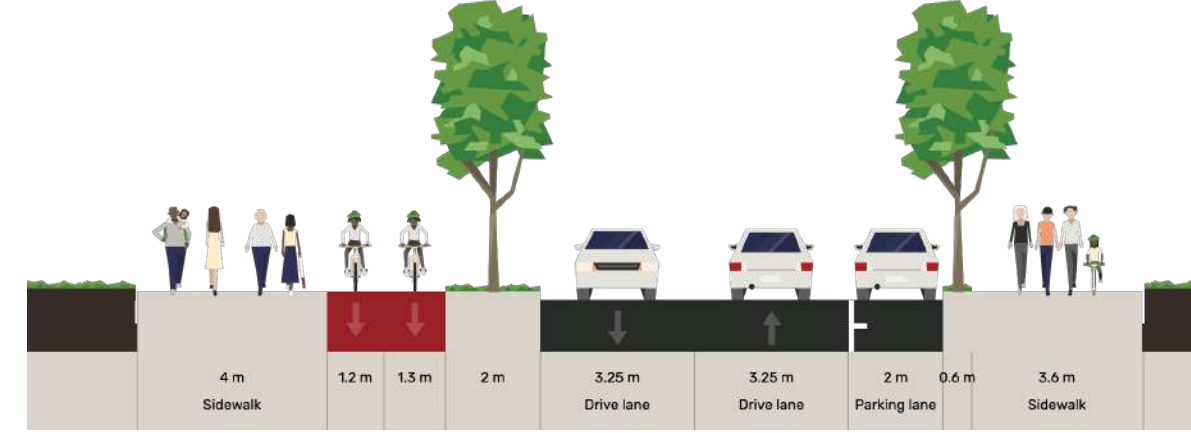 4 m 1.2 m 1.3 m 2 m 3.25 m 3.25 m 2 m 0.6 m 3.6 m
Sidewalk Drive lane Drive lane Parking lane Sidewalk